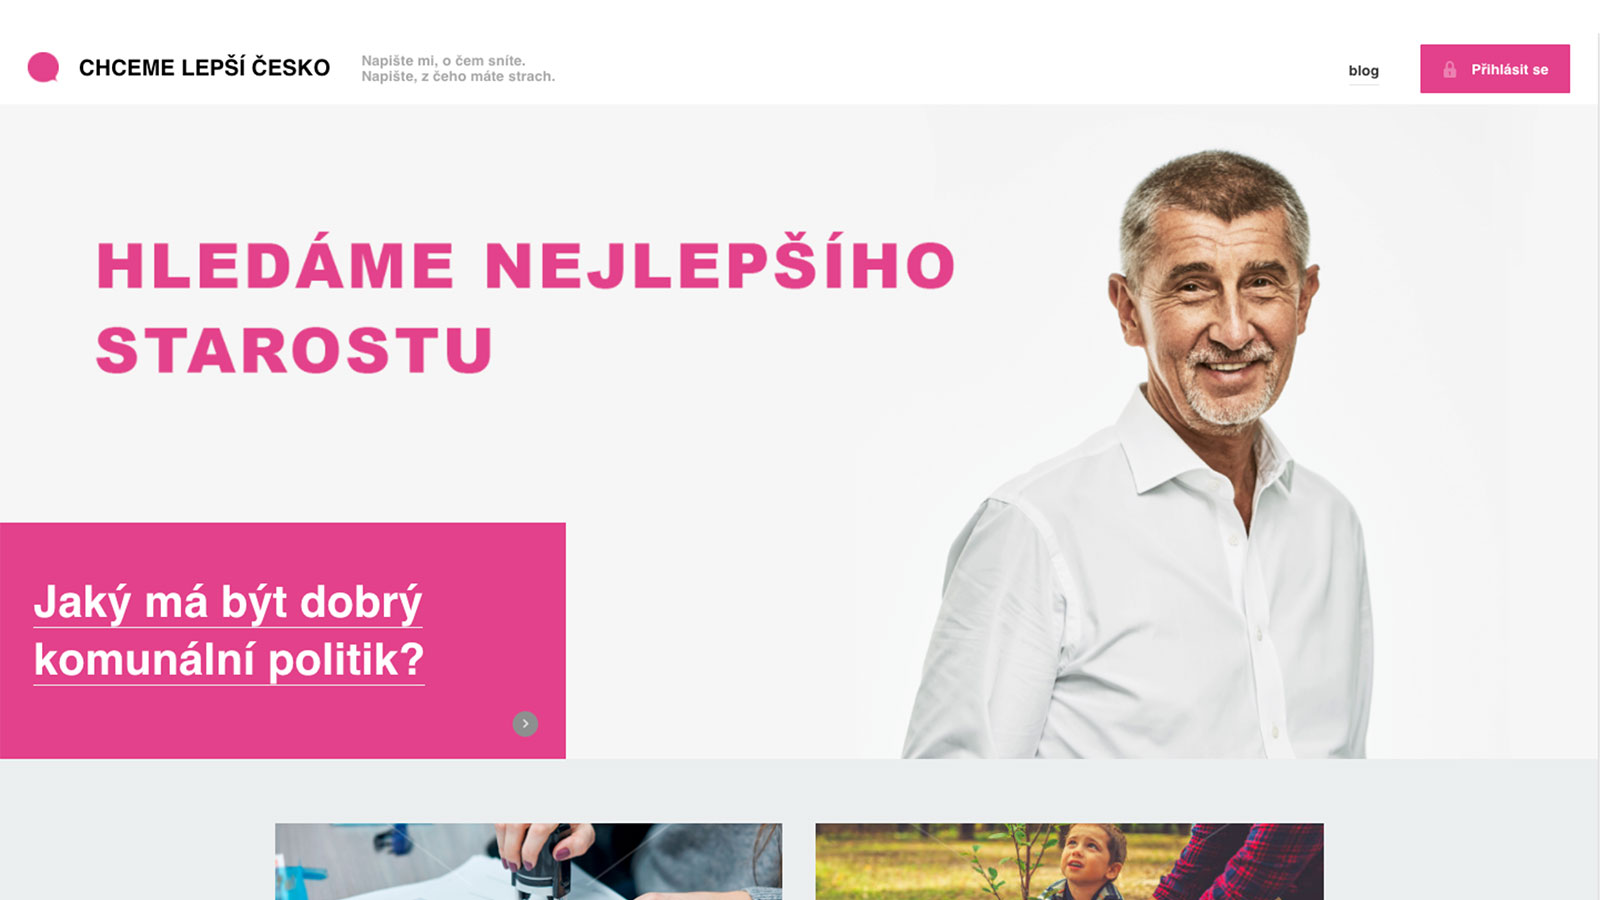 CHCEME LEPŠÍ ČESKO
Napište mi, o čem sníte.
Napište, z čeho máte strach.
blog
Přihlásit se
HLEDÁME NEJLEPŠÍHO
STAROSTU
Jaký má být dobrý
komunální politik?